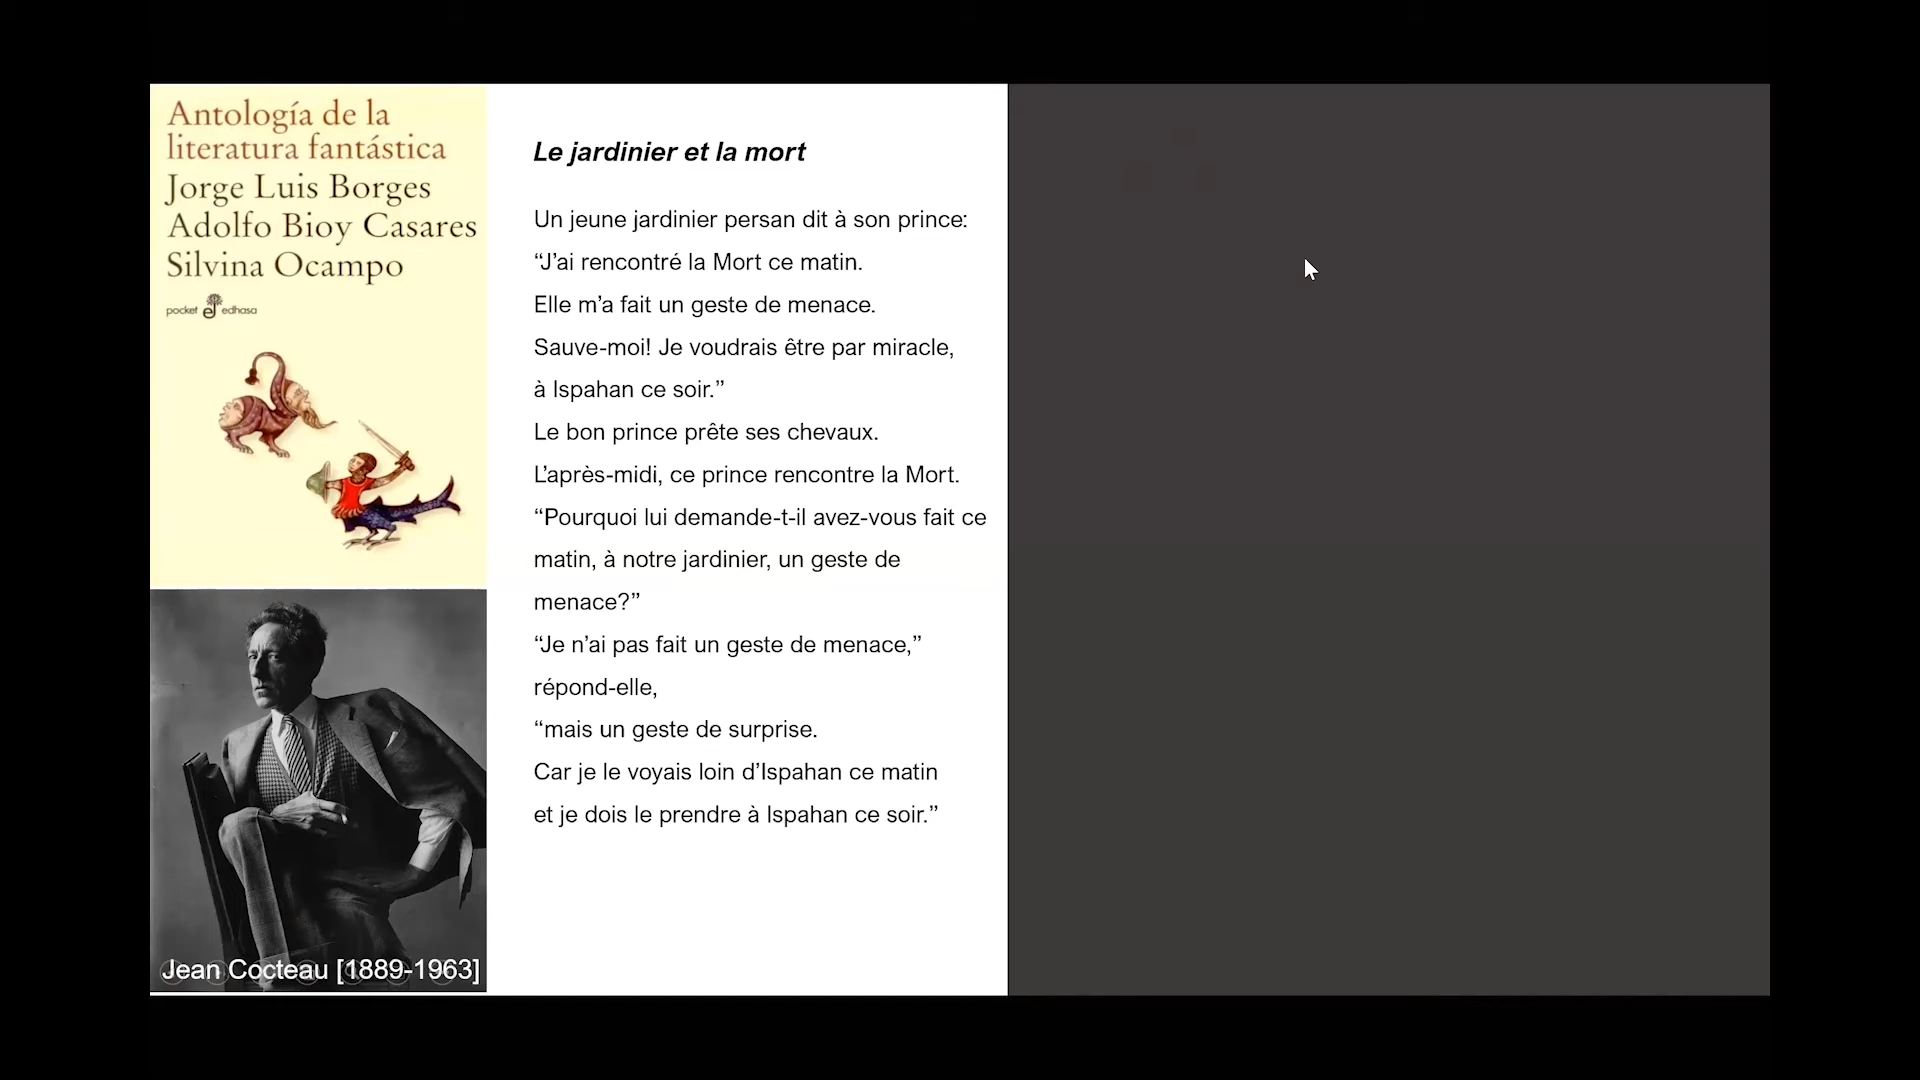 Antología de la
literatura fantástica
Jorge Luis Borges
Adolfo Bioy Casares
Silvina Ocampo
pocket edhasa
Le jardinier et la mort
Un jeune jardinier persan dit à son prince:
“J’ai rencontré la Mort ce matin.
Elle m’a fait un geste de menace.
Sauve-moi! Je voudrais être par miracle,
à Ispahan ce soir.”
Le bon prince prête ses chevaux.
L’après-midi, ce prince rencontre la Mort.
“Pourquoi lui demande-t-il avez-vous fait ce
matin, à notre jardinier, un geste de
menace?”
“Je n’ai pas fait un geste de menace,”
répond-elle,
“mais un geste de surprise.
Car je le voyais loin d’Ispahan ce matin
et je dois le prendre à Ispahan ce soir.”
Jean Cocteau [1889-1963]